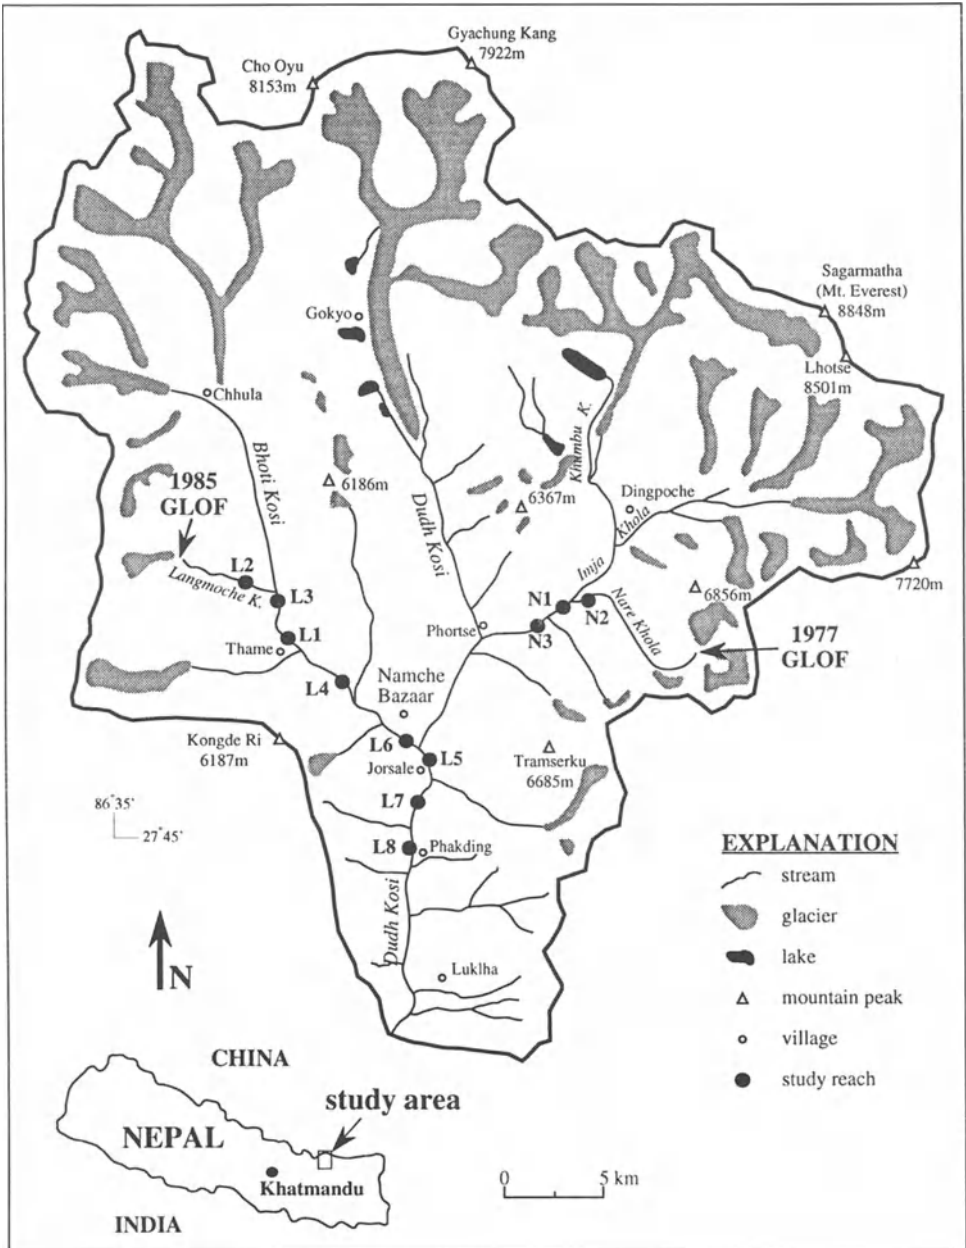 Gyachung Kang
7922m
Cho Oyu
8153m
Sagarmatha
(Mt. Everest)
8848m
Gokyo
Lhotse
8501m
Chhula
Bhoti Kosi
Khumbu K.
1985
GLOF
6186m
6367m
Dingpoche
Dudh Kosi
Khola
Imja
L2
Langmoche K.
L3
7720m
6856m
N1
N2
Nare Khola
L1
Phortse
N3
1977
GLOF
Thame
L4
Namche
Bazaar
Kongde Ri
6187m
L6
L5
Jorsale
Tramserku
6685m
L7
86°35'
27°45'
L8
Phakding
Dudh Kosi
Luklha
N
EXPLANATION
stream
glacier
lake
mountain peak
village
study reach
CHINA
study area
NEPAL
Khatmandu
INDIA
0 5 km